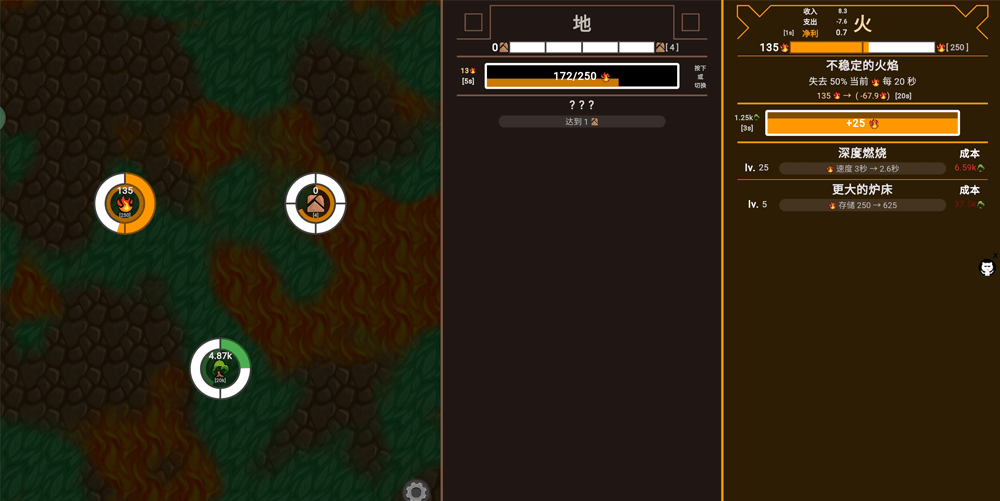 135
[250]
0
[4]
4.87k
[20k]
地
0
[4]
13
[5s]
172/250
按下
或
切换
? ? ?
达到 1
收入 8.3
支出 -7.6
[1s] 净利 0.7
火
135
[250]
不稳定的火焰
失去 50% 当前 每 20 秒
135 → (-67.9) [20s]
1.25k
[3s]
+25
深度燃烧
成本
lv. 25
速度 3秒 → 2.6秒
6.59k
更大的炉床
成本
lv. 5
存储 250 → 625